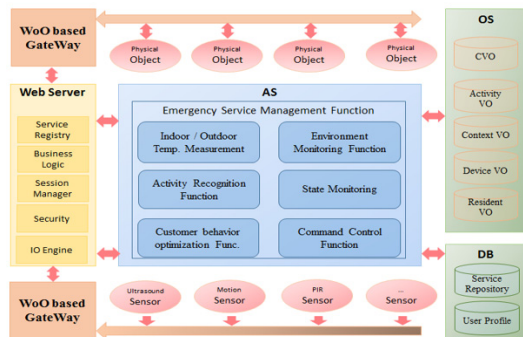 WoO based
GateWay
Physical
Object
Physical
Object
Physical
Object
Physical
Object
OS
CVO
Activity
VO
Context VO
Device VO
Resident
VO
Web Server
Service
Registry
Business
Logic
Session
Manager
Security
IO Engine
AS
Emergency Service Management Function
Indoor / Outdoor
Temp. Measurement
Environment
Monitoring Function
Activity Recognition
Function
State Monitoring
Customer behavior
optimization Func.
Command Control
Function
DB
Service
Repository
User Profile
WoO based
GateWay
Ultrasound
Sensor
Motion
Sensor
PIR
Sensor
...
Sensor